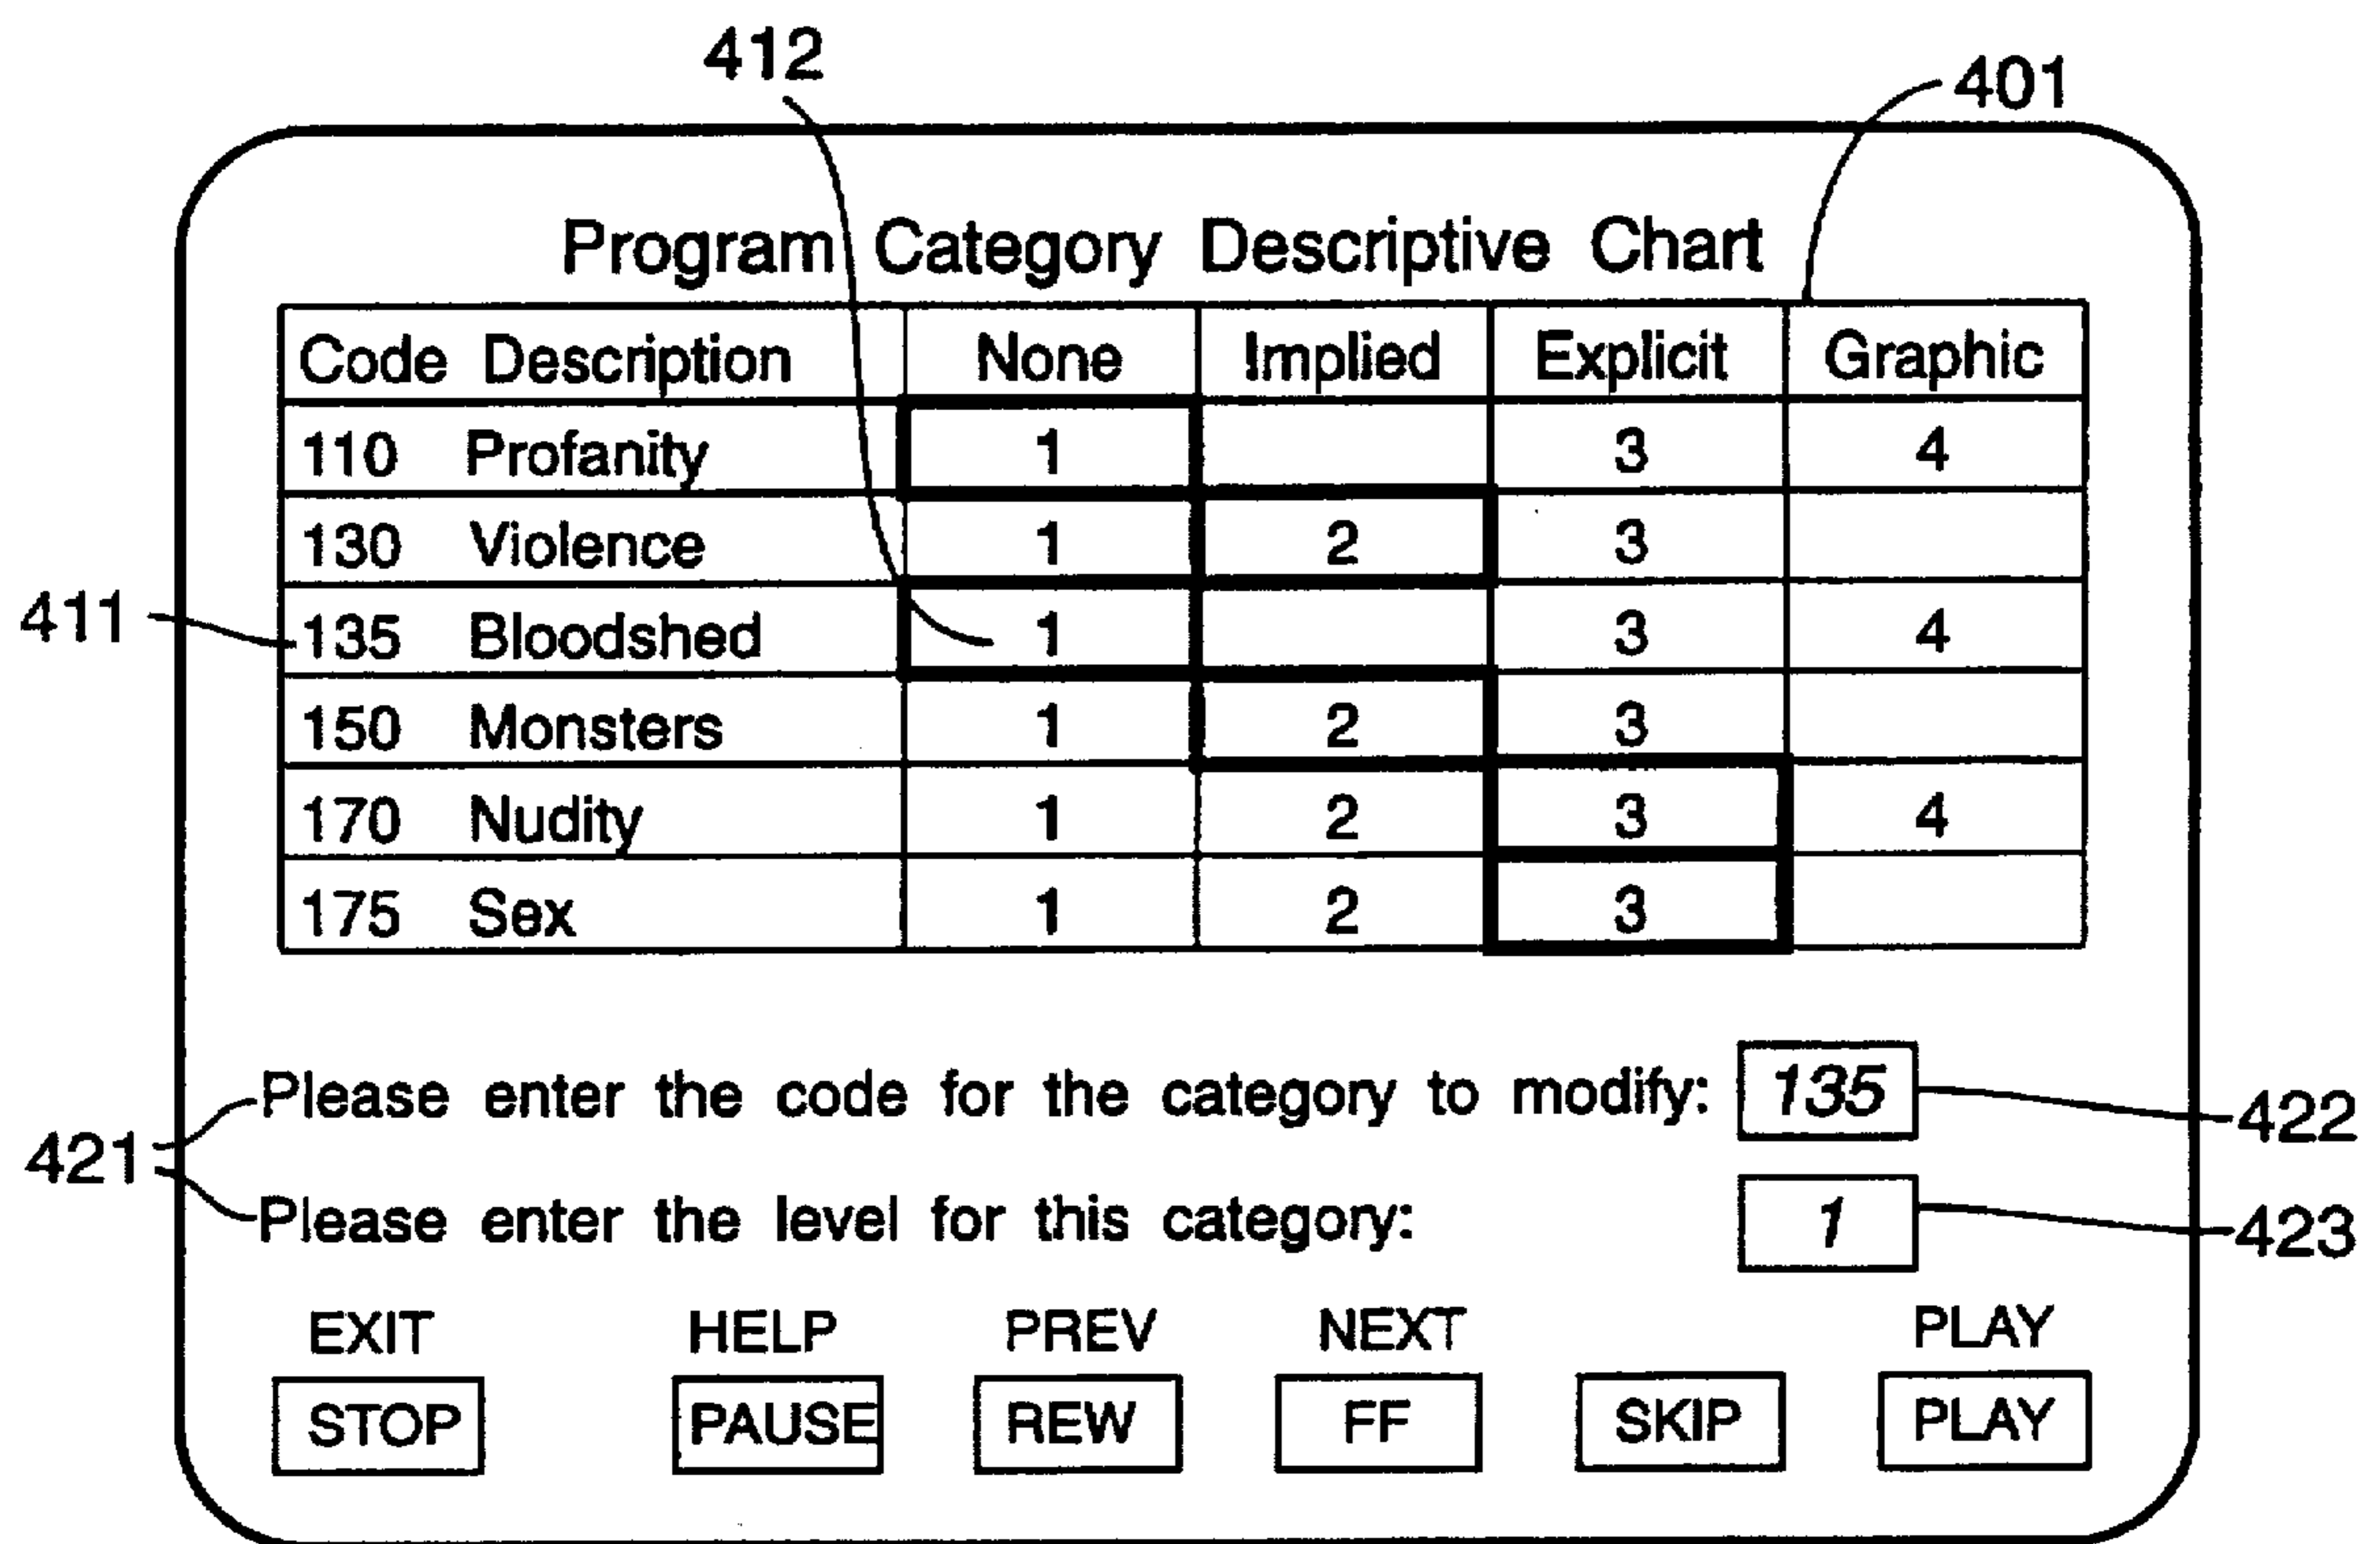 412
401
Program Category Descriptive Chart
Code Description None Implied Explicit Graphic
110 Profanity 1 3 4
130 Violence 1 2 3
411
135 Bloodshed 1 3 4
150 Monsters 1 2 3
170 Nudity 1 2 3 4
175 Sex 1 2 3
Please enter the code for the category to modify: 135
422
421
Please enter the level for this category: 1
423
EXIT HELP PREV NEXT PLAY
STOP PAUSE REW FF SKIP PLAY